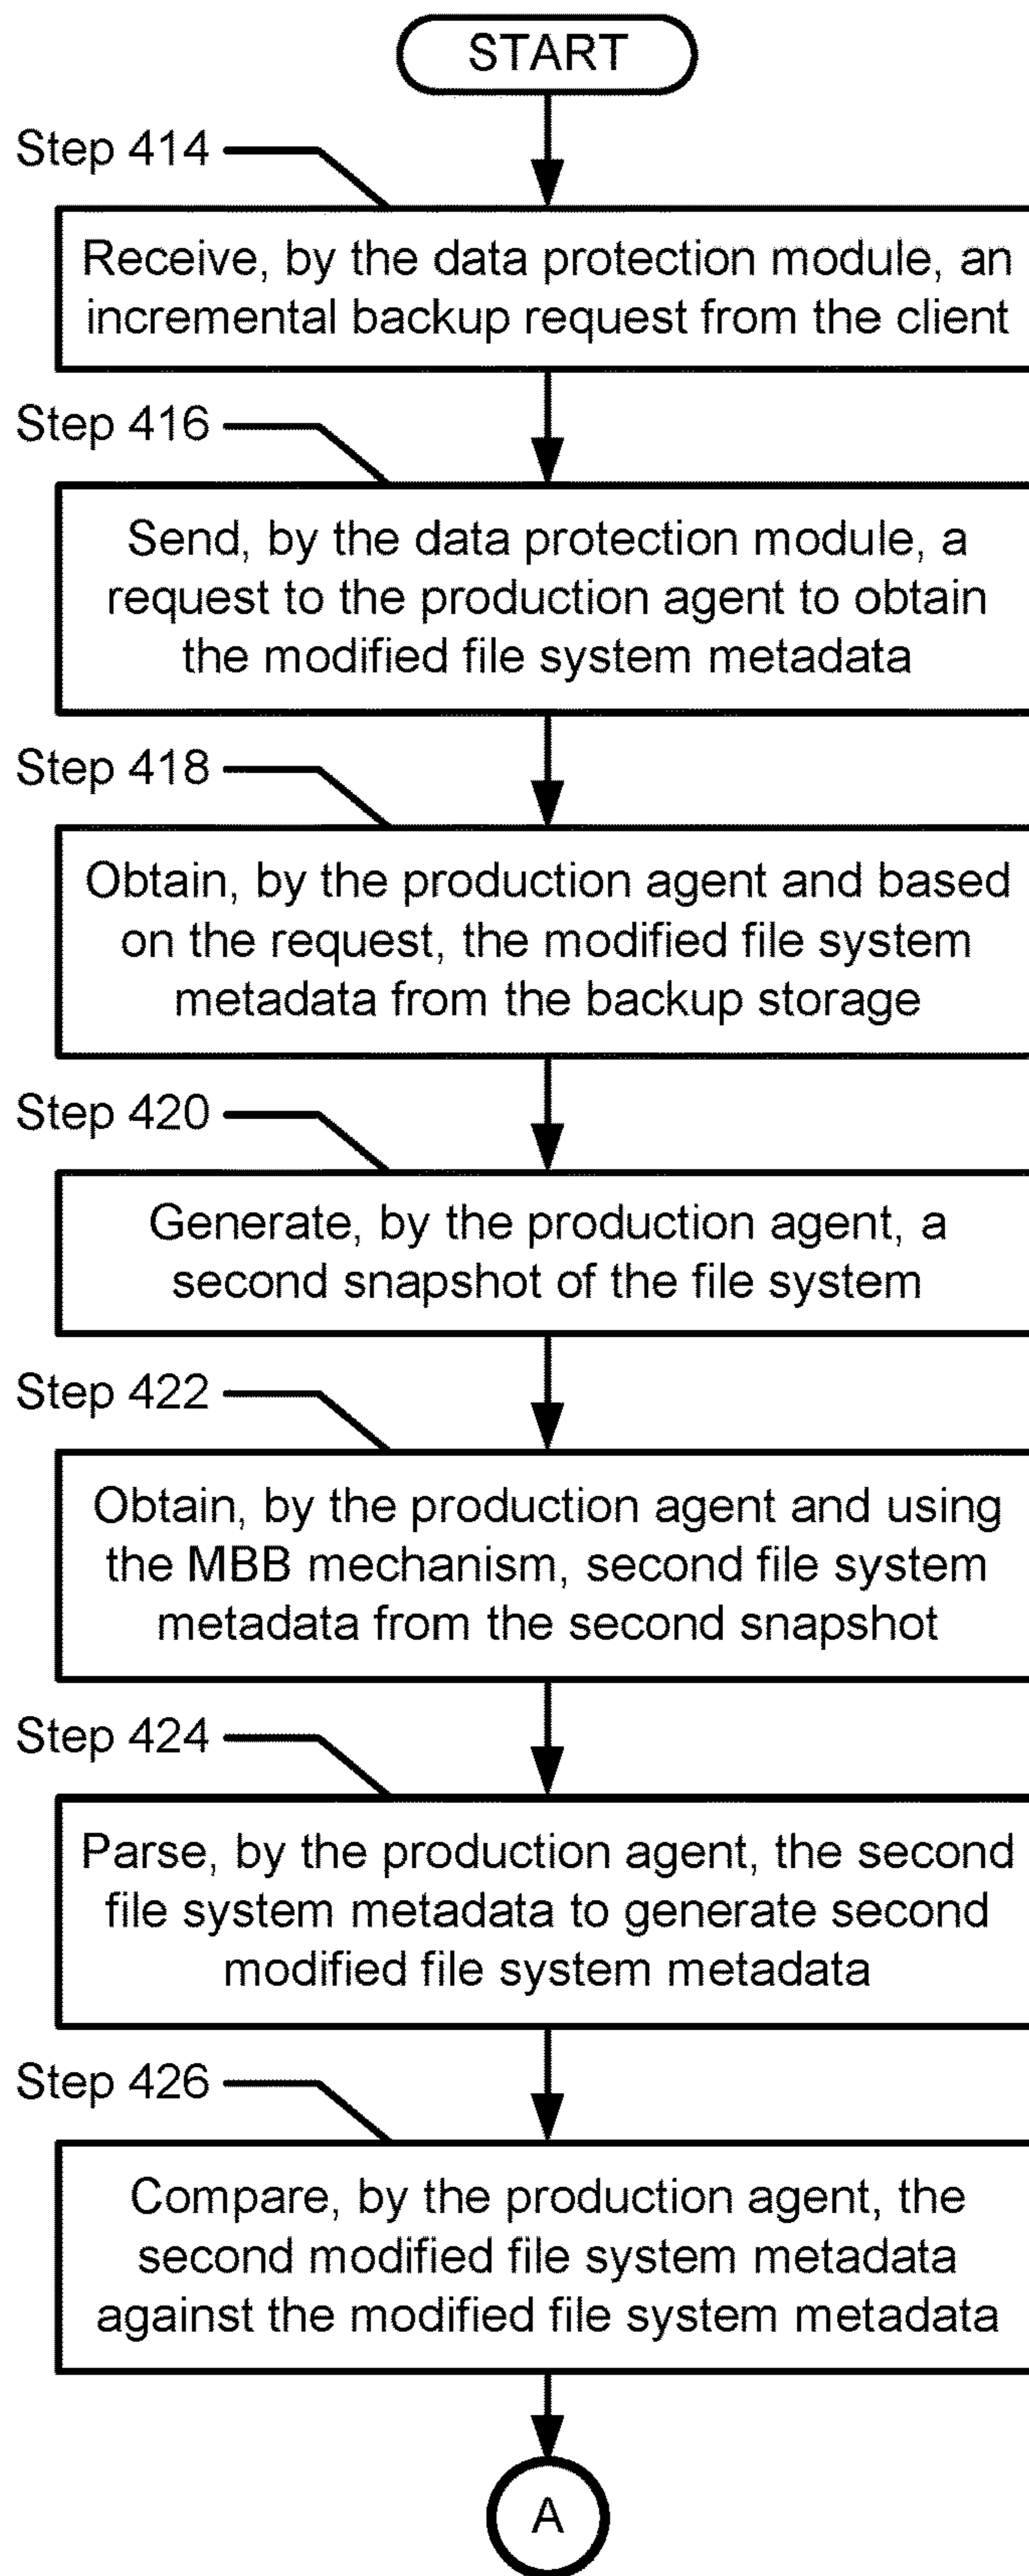 START
Step 414
Receive, by the data protection module, an
incremental backup request from the client
Step 416
Send, by the data protection module, a
request to the production agent to obtain
the modified file system metadata
Step 418
Obtain, by the production agent and based
on the request, the modified file system
metadata from the backup storage
Step 420
Generate, by the production agent, a
second snapshot of the file system
Step 422
Obtain, by the production agent and using
the MBB mechanism, second file system
metadata from the second snapshot
Step 424
Parse, by the production agent, the second
file system metadata to generate second
modified file system metadata
Step 426
Compare, by the production agent, the
second modified file system metadata
against the modified file system metadata
A